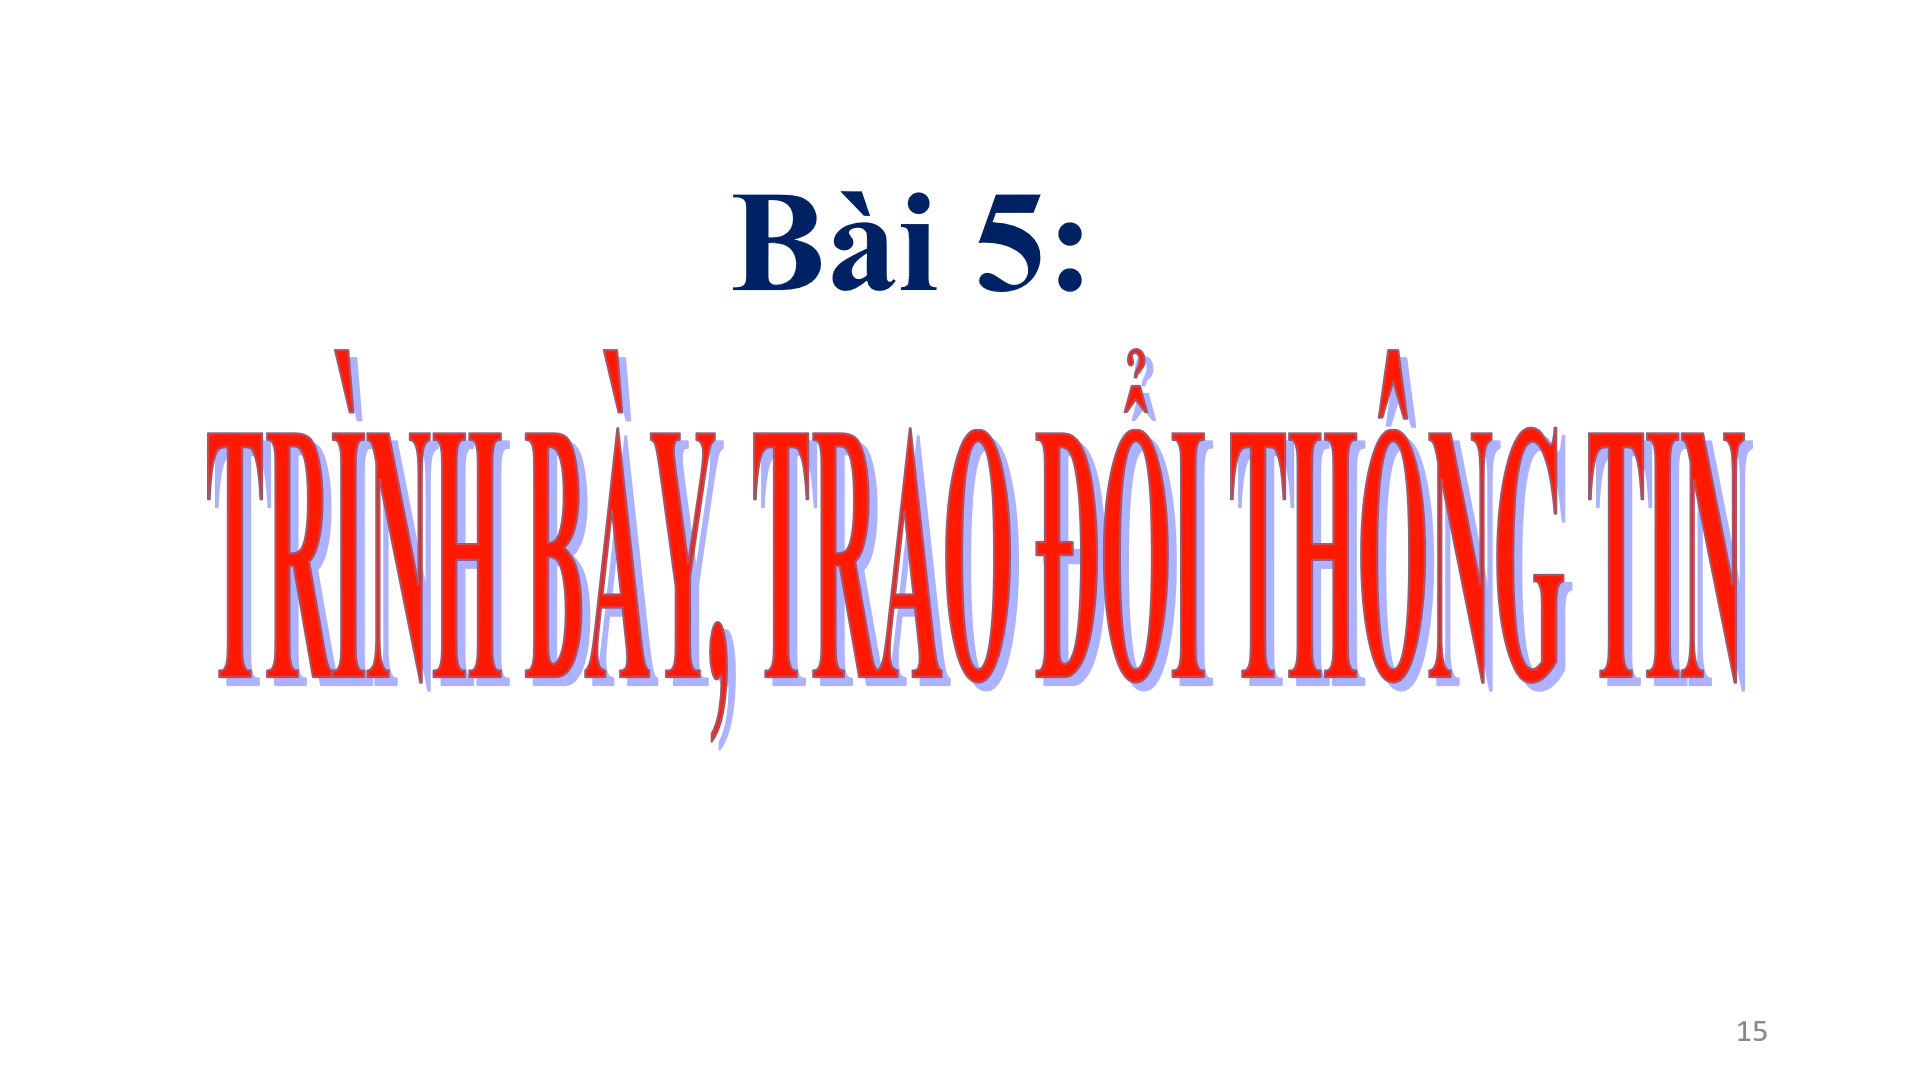 Bài 5:
TRÌNH BÀY, TRAO ĐỔI THÔNG TIN
15